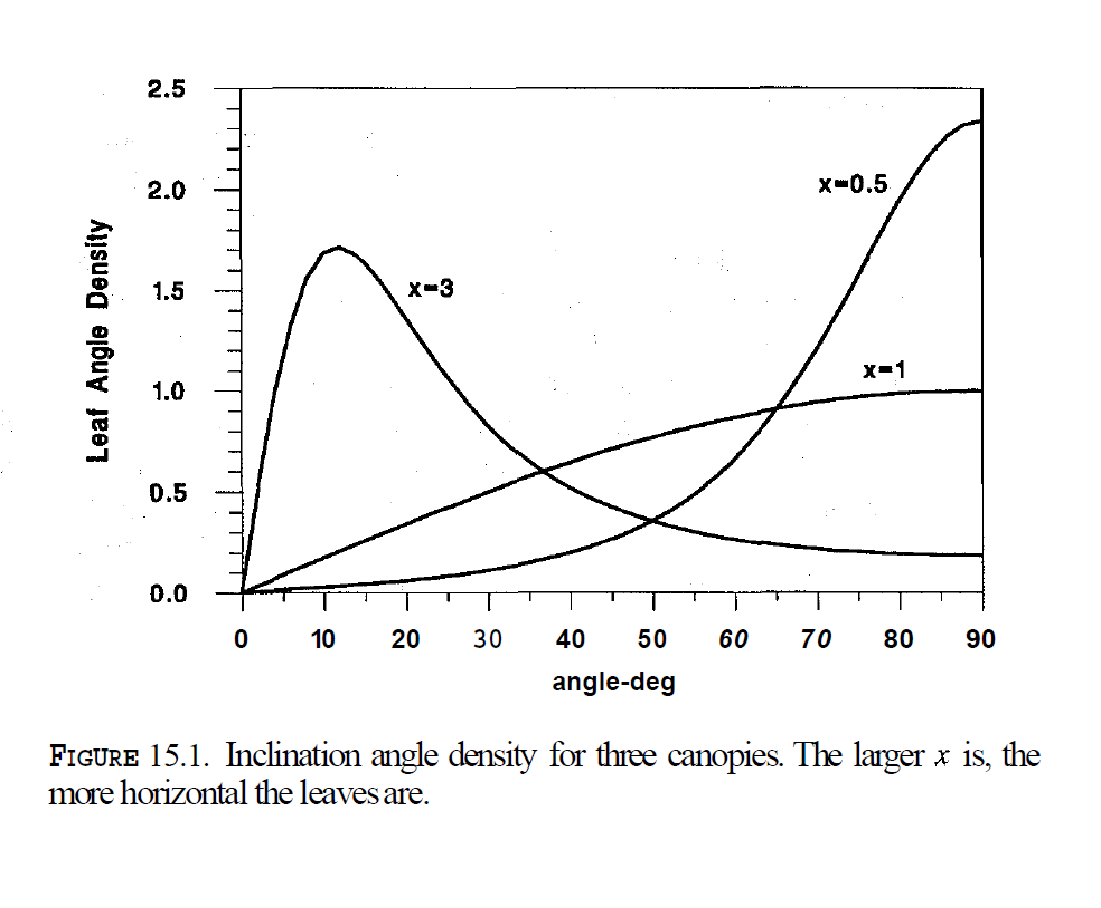 2.5
2.0
1.5
1.0
0.5
0.0
Leaf Angle Density
x=0.5
x=3
x=1
0 10 20 30 40 50 60 70 80 90
angle-deg
FIGURE 15.1. Inclination angle density for three canopies. The larger x is, the
more horizontal the leaves are.